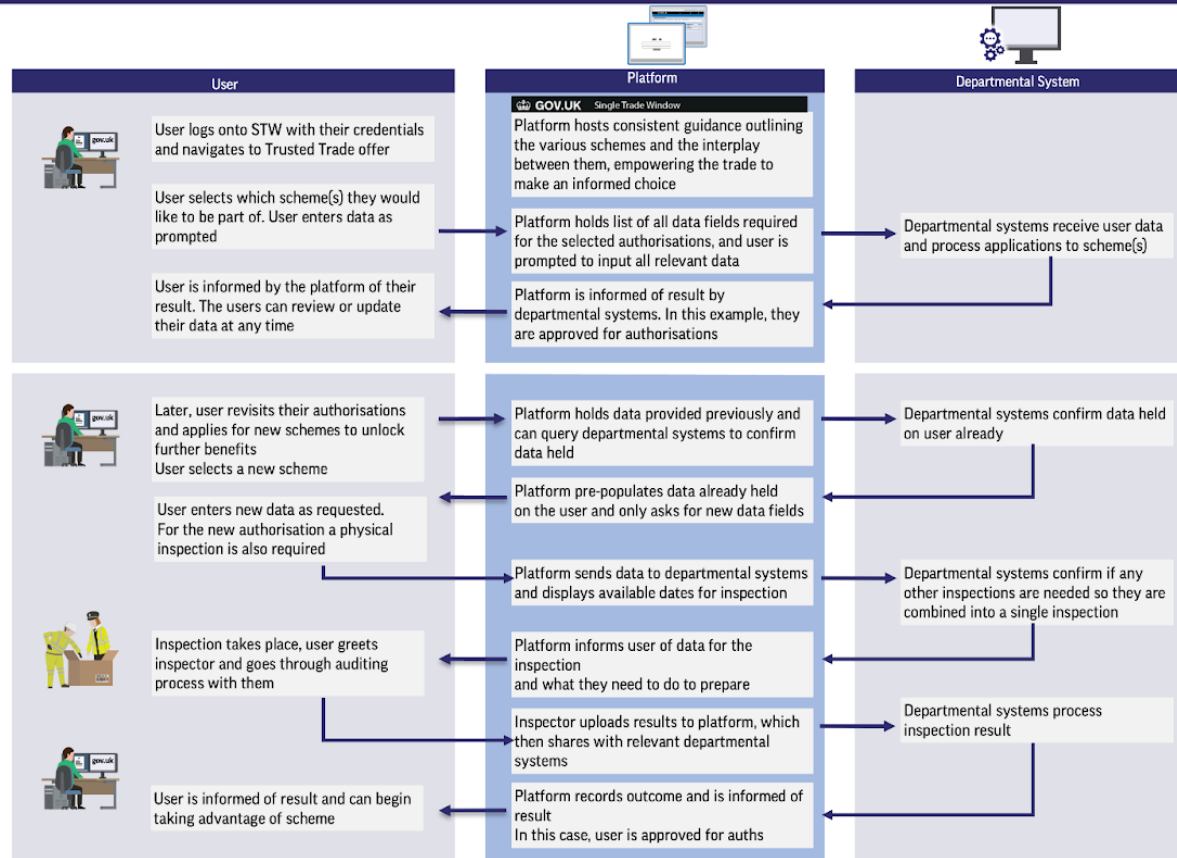 User
Platform
Departmental System
GOV.UK Single Trade Window
User logs onto STW with their credentials
and navigates to Trusted Trade offer
Platform hosts consistent guidance outlining
the various schemes and the interplay
between them, empowering the trade to
make an informed choice
User selects which scheme(s) they would
like to be part of. User enters data as
prompted
Platform holds list of all data fields required
for the selected authorisations, and user is
prompted to input all relevant data
Departmental systems receive user data
and process applications to scheme(s)
User is informed by the platform of their
result. The users can review or update
their data at any time
Platform is informed of result by
departmental systems. In this example, they
are approved for authorisations
gov.uk
Later, user revisits their authorisations
and applies for new schemes to unlock
further benefits
User selects a new scheme
Platform holds data provided previously and
can query departmental systems to confirm
data held
Departmental systems confirm data held
on user already
gov.uk
Platform pre-populates data already held
on the user and only asks for new data fields
User enters new data as requested.
For the new authorisation a physical
inspection is also required
Platform sends data to departmental systems
and displays available dates for inspection
Departmental systems confirm if any
other inspections are needed so they are
combined into a single inspection
Inspection takes place, user greets
inspector and goes through auditing
process with them
Platform informs user of data for the
inspection
and what they need to do to prepare
Inspector uploads results to platform, which
then shares with relevant departmental
systems
Departmental systems process
inspection result
gov.uk
User is informed of result and can begin
taking advantage of scheme
Platform records outcome and is informed of
result
In this case, user is approved for auths